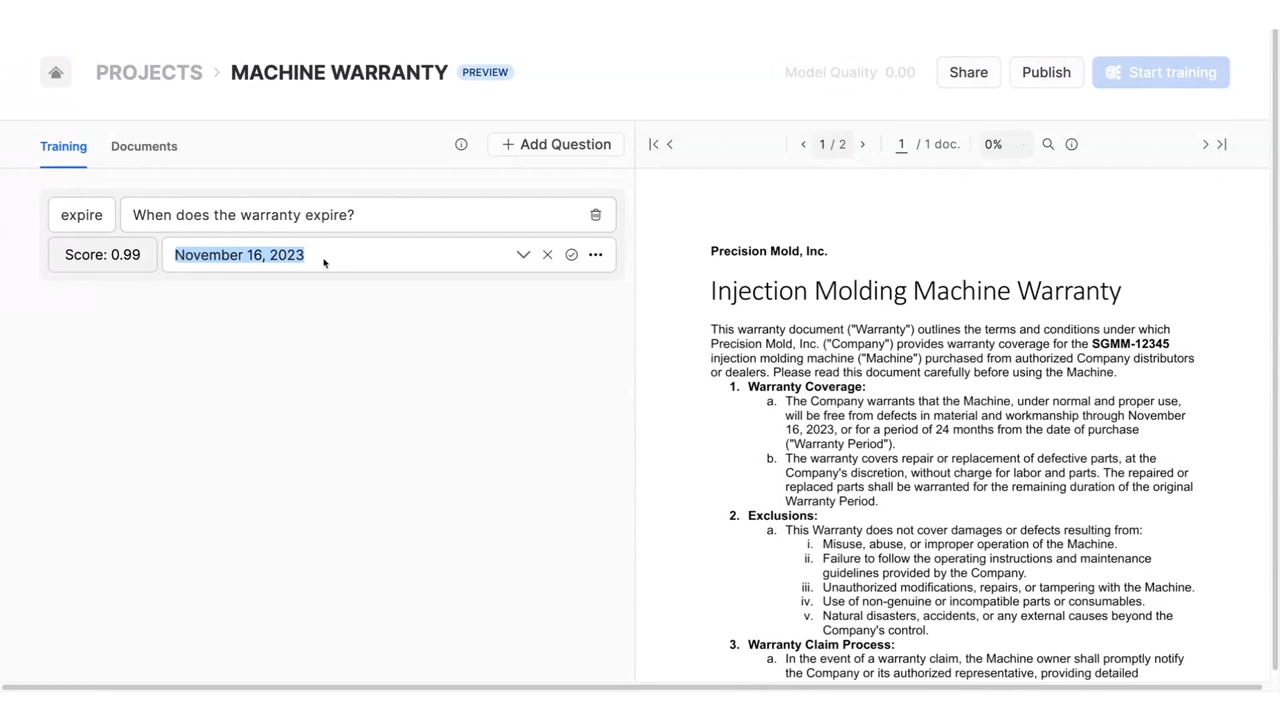 PROJECTS > MACHINE WARRANTY PREVIEW
Model Quality 0.00
Share
Publish
Start training
Training
Documents
+ Add Question
1 / 2
1 / 1 doc.
0%
expire
When does the warranty expire?
Score: 0.99
November 16, 2023
Precision Mold, Inc.
Injection Molding Machine Warranty
This warranty document ("Warranty") outlines the terms and conditions under which
Precision Mold, Inc. ("Company") provides warranty coverage for the SGMM-12345
injection molding machine ("Machine") purchased from authorized Company distributors
or dealers. Please read this document carefully before using the Machine.
1. Warranty Coverage:
a. The Company warrants that the Machine, under normal and proper use,
will be free from defects in material and workmanship through November
16, 2023, or for a period of 24 months from the date of purchase
("Warranty Period").
b. The warranty covers repair or replacement of defective parts, at the
Company's discretion, without charge for labor and parts. The repaired or
replaced parts shall be warranted for the remaining duration of the original
Warranty Period.
2. Exclusions:
a. This Warranty does not cover damages or defects resulting from:
i. Misuse, abuse, or improper operation of the Machine.
ii. Failure to follow the operating instructions and maintenance
guidelines provided by the Company.
iii. Unauthorized modifications, repairs, or tampering with the Machine.
iv. Use of non-genuine or incompatible parts or consumables.
v. Natural disasters, accidents, or any external causes beyond the
Company's control.
3. Warranty Claim Process:
a. In the event of a warranty claim, the Machine owner shall promptly notify
the Company or its authorized representative, providing detailed